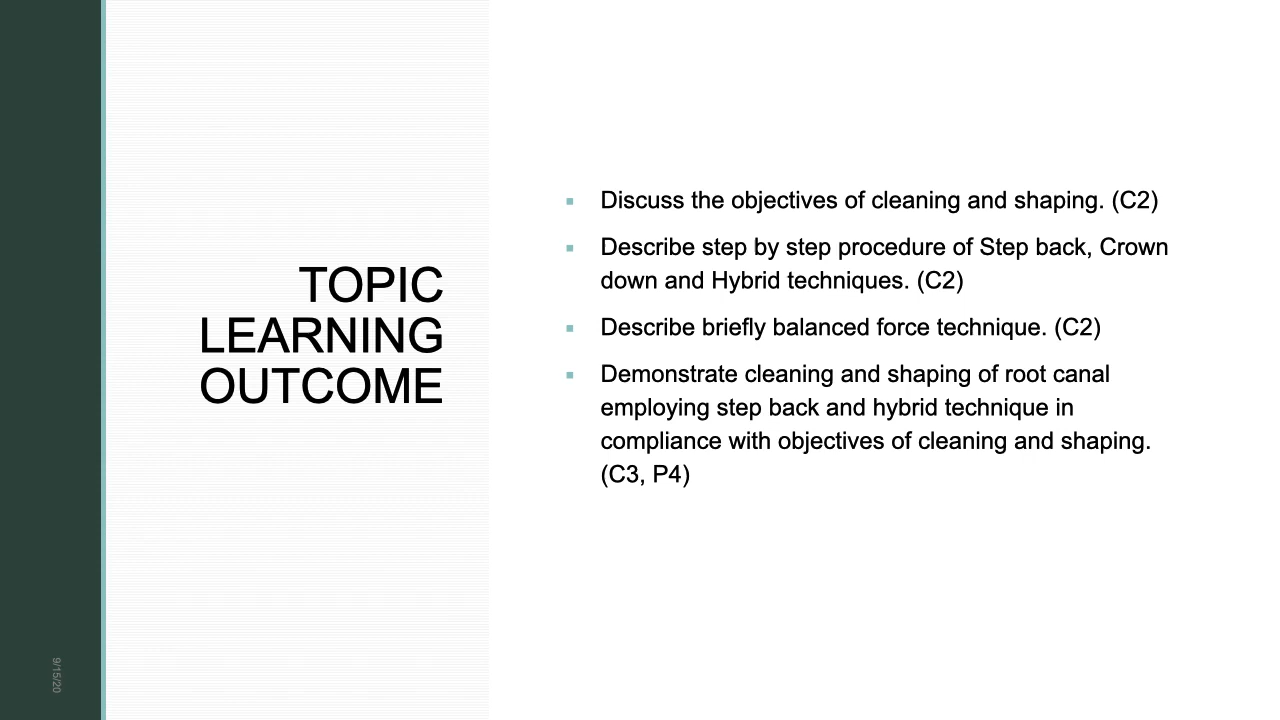 TOPIC
LEARNING
OUTCOME
▪ Discuss the objectives of cleaning and shaping. (C2)
▪ Describe step by step procedure of Step back, Crown
down and Hybrid techniques. (C2)
▪ Describe briefly balanced force technique. (C2)
▪ Demonstrate cleaning and shaping of root canal
employing step back and hybrid technique in
compliance with objectives of cleaning and shaping.
(C3, P4)
9/15/20